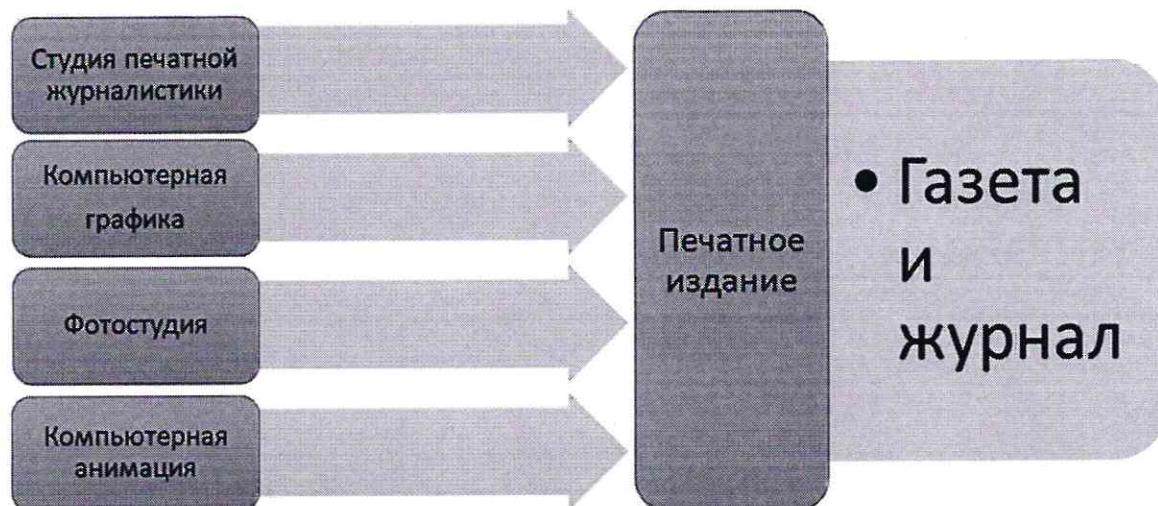 Студия печатной
журналистики
Компьютерная
графика
Фотостудия
Компьютерная
анимация
Печатное
издание
• Газета
и
журнал